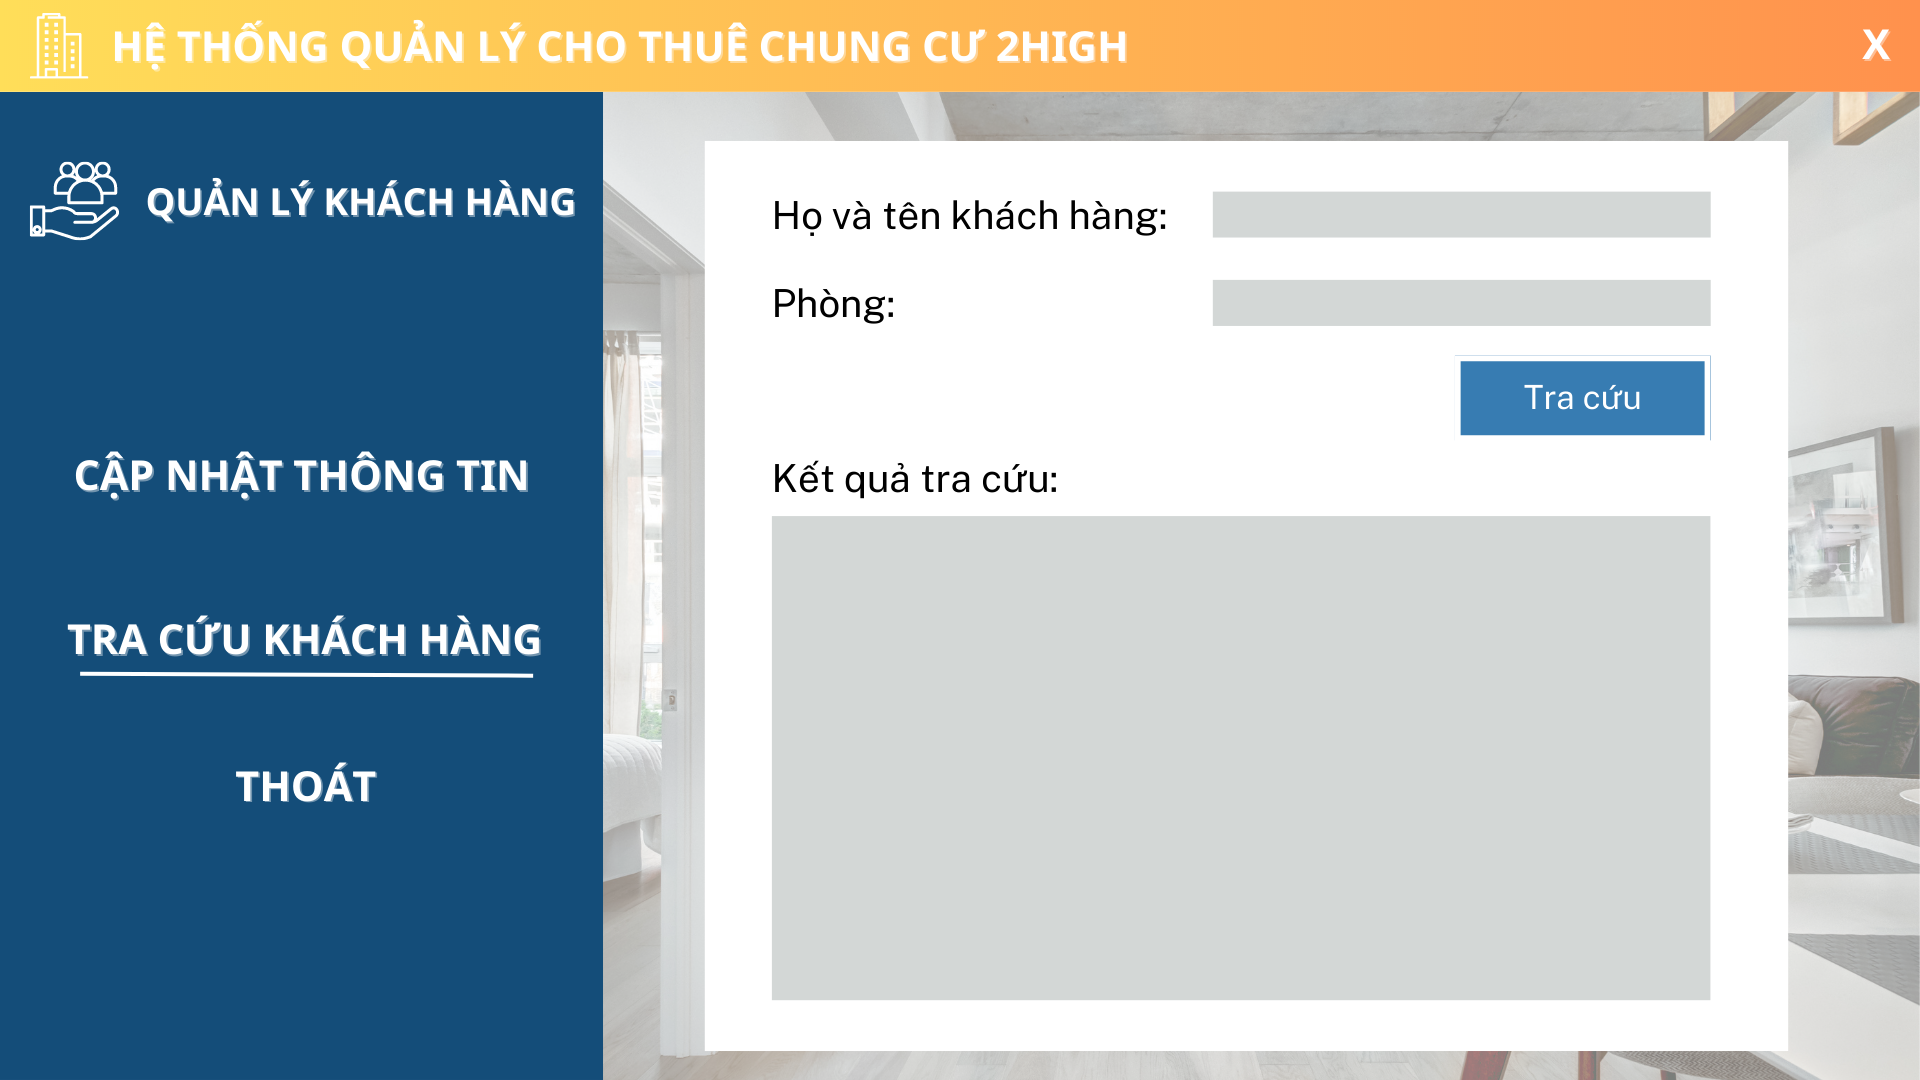 HỆ THỐNG QUẢN LÝ CHO THUÊ CHUNG CƯ 2HIGH
X
QUẢN LÝ KHÁCH HÀNG
CẬP NHẬT THÔNG TIN
TRA CỨU KHÁCH HÀNG
THOÁT
Họ và tên khách hàng:
Phòng:
Tra cứu
Kết quả tra cứu: